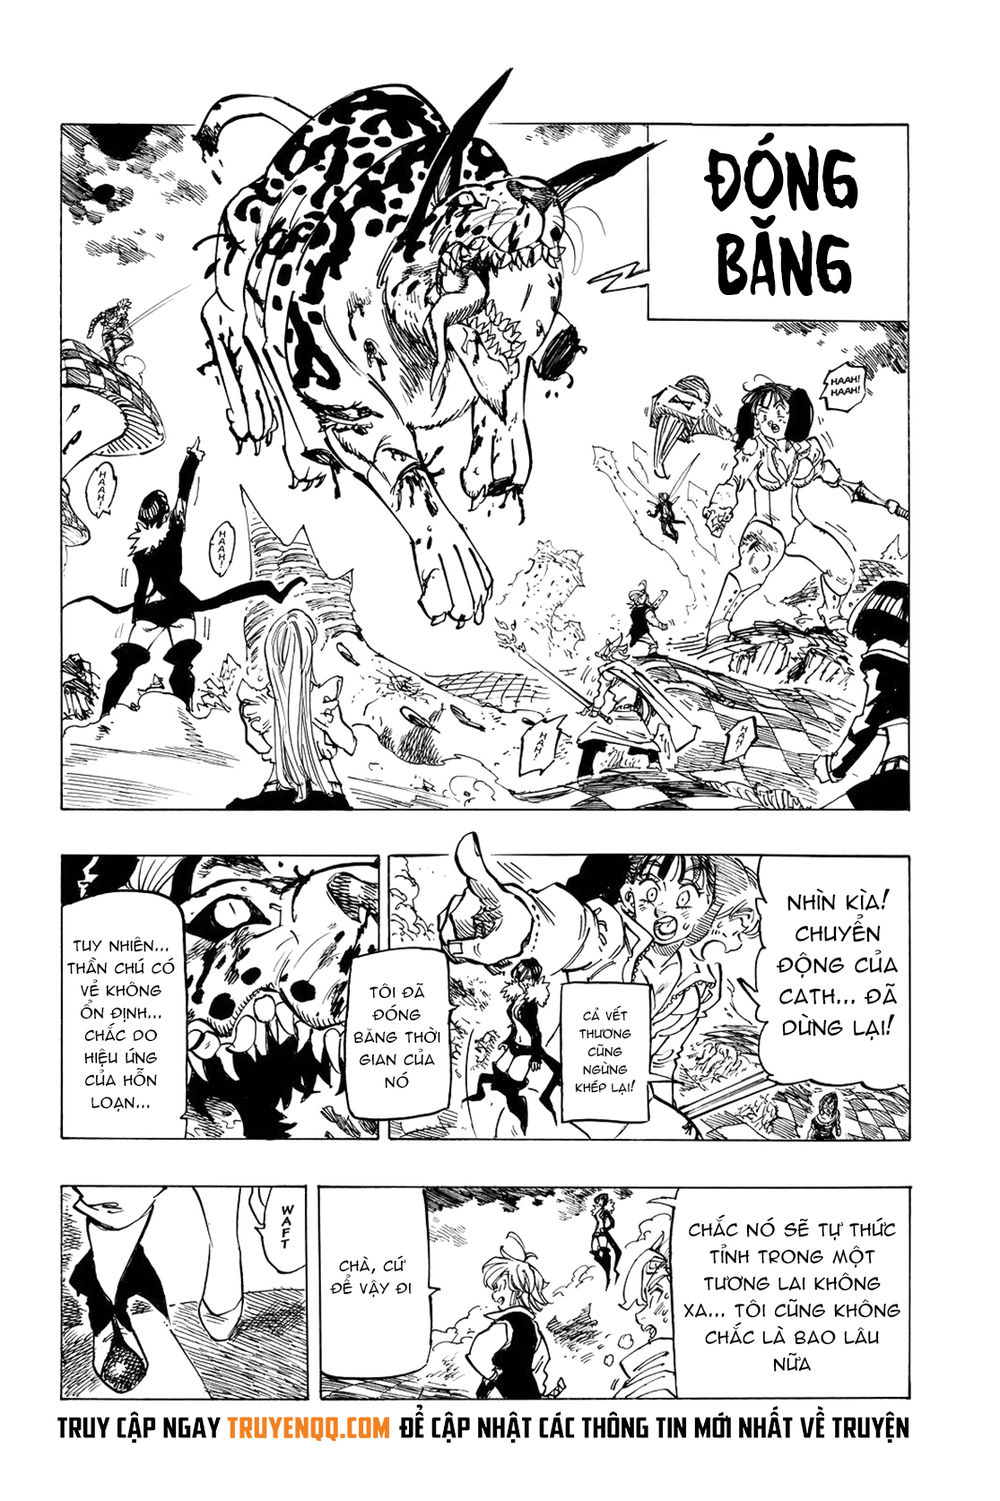 ĐÓNG
BĂNG
HAAH!
HAAH!
HAAH!
HAAH!
HAAH!
NHÌN KÌA!
CHUYỂN
ĐỘNG CỦA
CATH... ĐÃ
DỪNG LẠI!
CẢ VẾT
THƯƠNG
CŨNG
NGỪNG
KHÉP LẠI!
TÔI ĐÃ
ĐÓNG
BĂNG THỜI
GIAN CỦA
NÓ
TUY NHIÊN...
THẦN CHÚ CÓ
VẺ KHÔNG
ỔN ĐỊNH...
CHẮC DO
HIỆU ỨNG
CỦA HỖN
LOẠN...
CHẮC NÓ SẼ TỰ THỨC
TỈNH TRONG MỘT
TƯƠNG LAI KHÔNG
XA... TÔI CŨNG KHÔNG
CHẮC LÀ BAO LÂU
NỮA
CHÀ, CỨ
ĐỂ VẬY ĐI
WAFT
TRUY CẬP NGAY TRUYENQQ.COM ĐỂ CẬP NHẬT CÁC THÔNG TIN MỚI NHẤT VỀ TRUYỆN